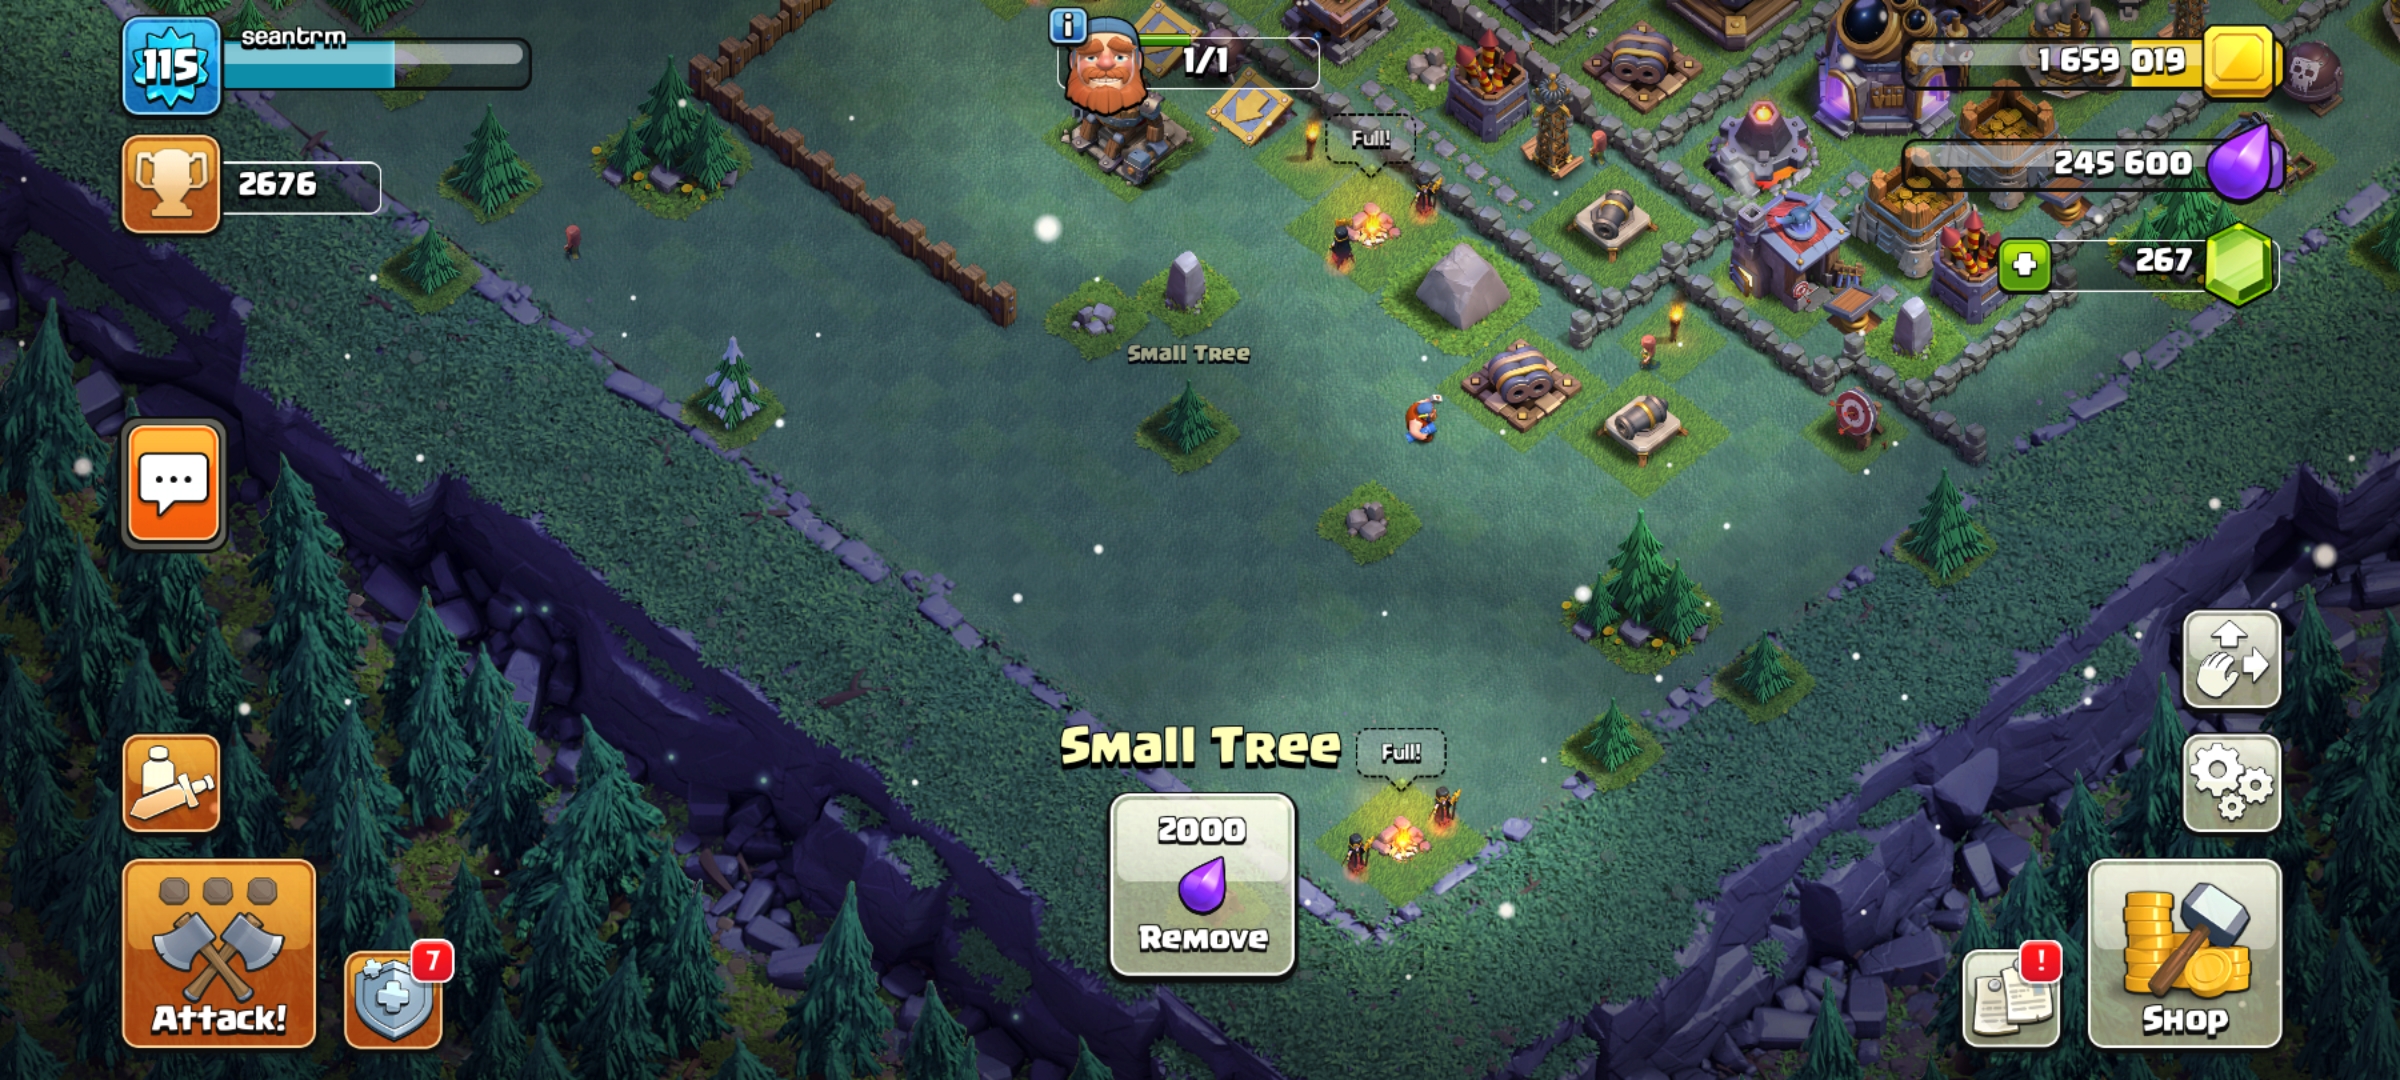 115
seantrm
i
1/1
1 659 019
2676
Full!
VIII
245 600
267
Small Tree
Small Tree
Full!
2000
Remove
7
Attack!
!
Shop